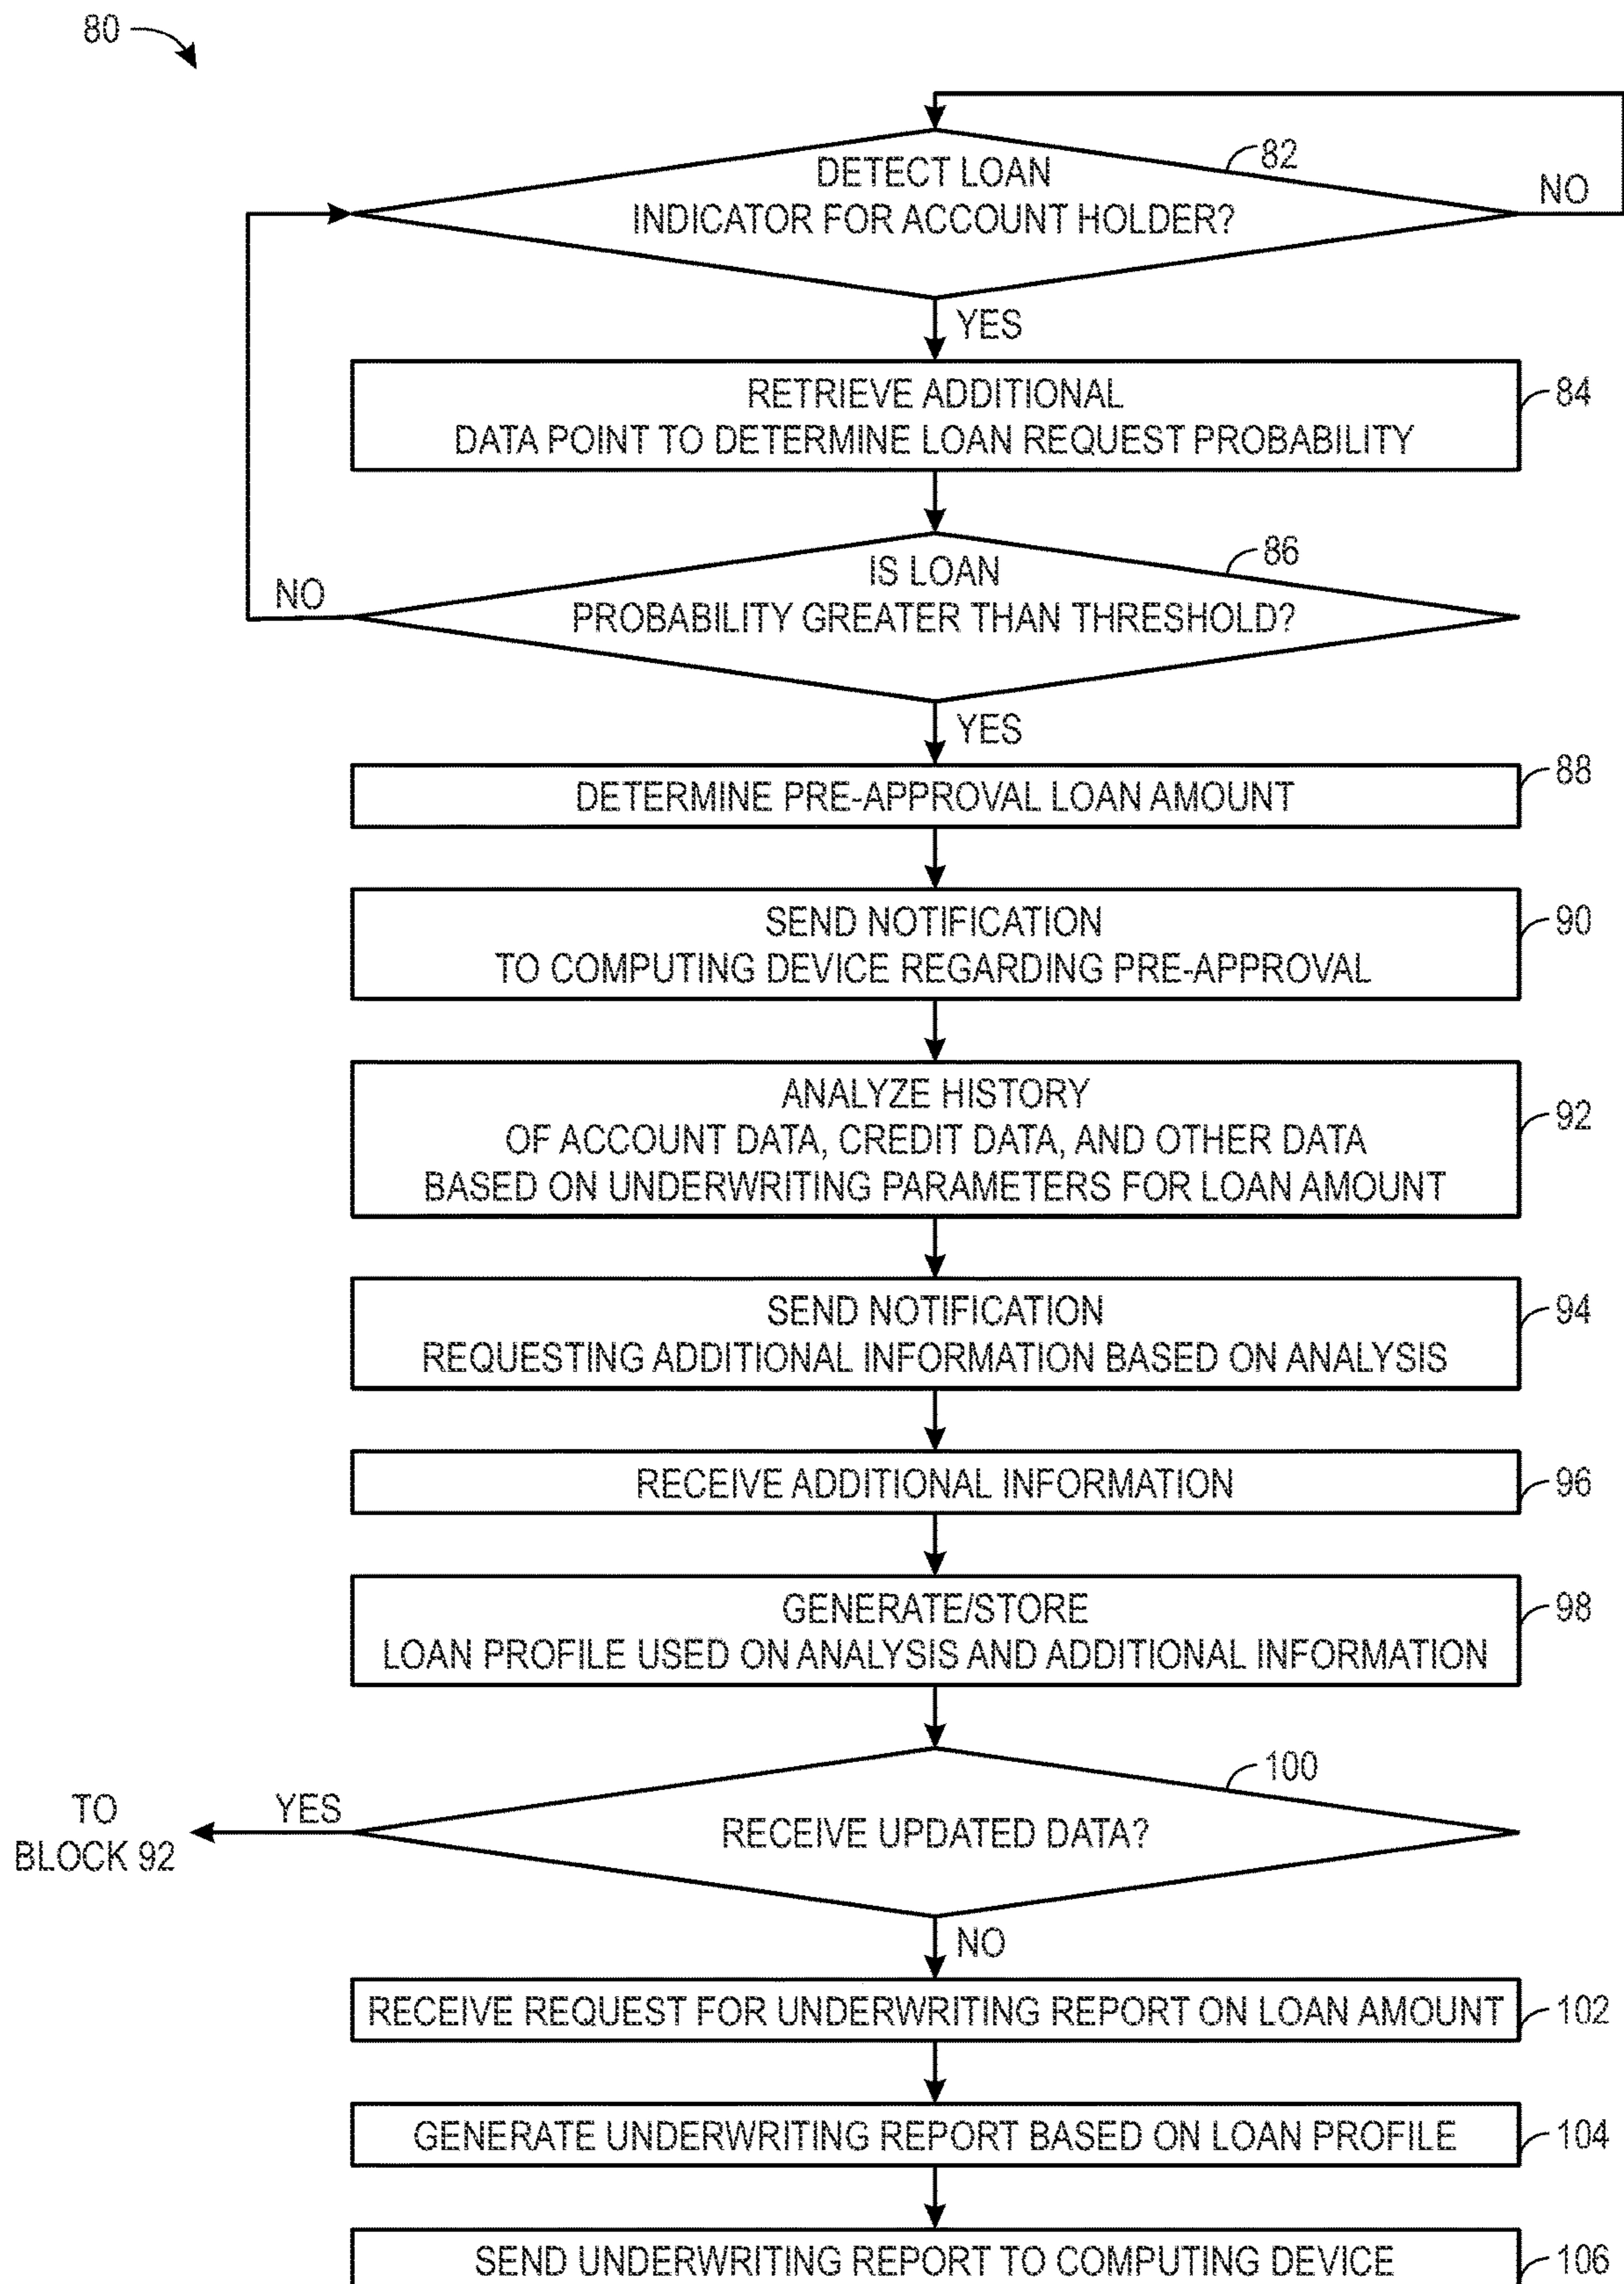 80
DETECT LOAN
INDICATOR FOR ACCOUNT HOLDER?
82
NO
YES
RETRIEVE ADDITIONAL
DATA POINT TO DETERMINE LOAN REQUEST PROBABILITY
84
IS LOAN
PROBABILITY GREATER THAN THRESHOLD?
86
NO
YES
DETERMINE PRE-APPROVAL LOAN AMOUNT
88
SEND NOTIFICATION
TO COMPUTING DEVICE REGARDING PRE-APPROVAL
90
ANALYZE HISTORY
OF ACCOUNT DATA, CREDIT DATA, AND OTHER DATA
BASED ON UNDERWRITING PARAMETERS FOR LOAN AMOUNT
92
SEND NOTIFICATION
REQUESTING ADDITIONAL INFORMATION BASED ON ANALYSIS
94
RECEIVE ADDITIONAL INFORMATION
96
GENERATE/STORE
LOAN PROFILE USED ON ANALYSIS AND ADDITIONAL INFORMATION
98
RECEIVE UPDATED DATA?
100
YES
TO
BLOCK 92
NO
RECEIVE REQUEST FOR UNDERWRITING REPORT ON LOAN AMOUNT
102
GENERATE UNDERWRITING REPORT BASED ON LOAN PROFILE
104
SEND UNDERWRITING REPORT TO COMPUTING DEVICE
106